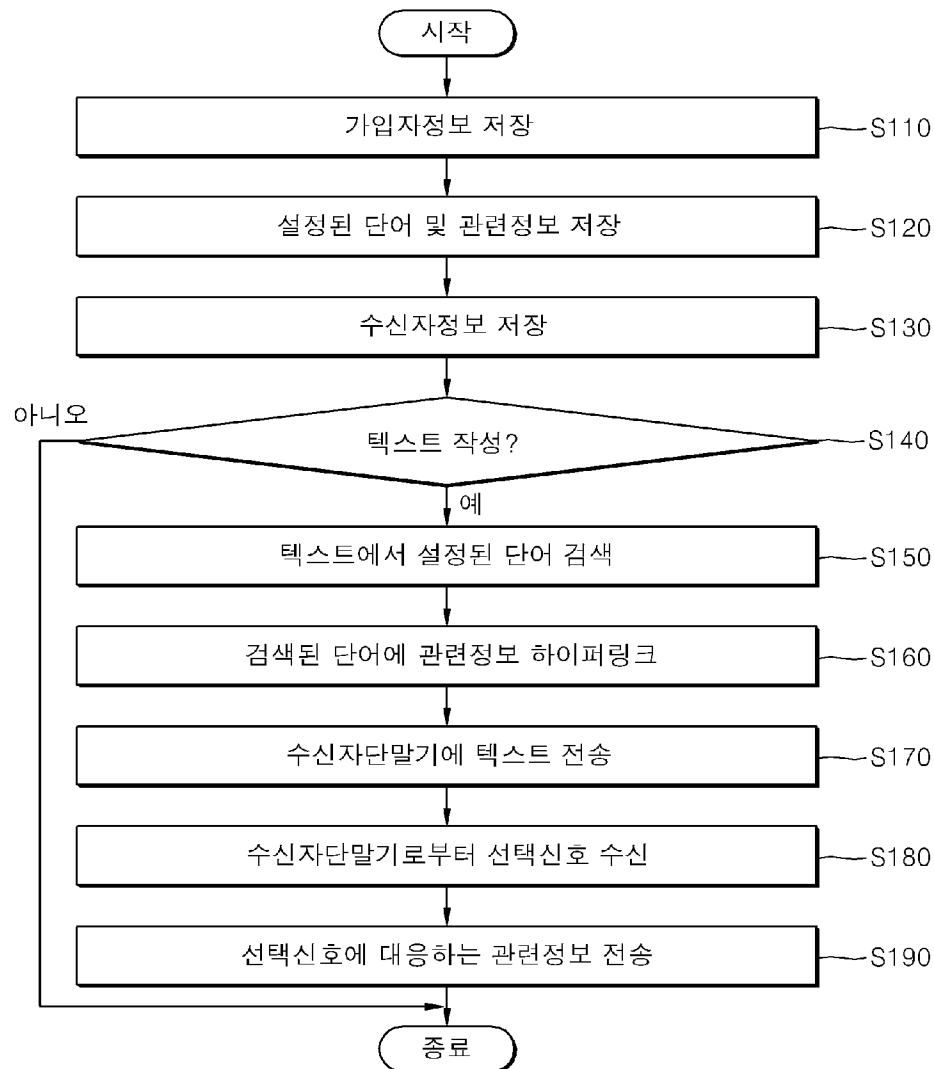 시작
가입자정보 저장 S110
설정된 단어 및 관련정보 저장 S120
수신자정보 저장 S130
아니오
텍스트 작성? S140
예
텍스트에서 설정된 단어 검색 S150
검색된 단어에 관련정보 하이퍼링크 S160
수신자단말기에 텍스트 전송 S170
수신자단말기로부터 선택신호 수신 S180
선택신호에 대응하는 관련정보 전송 S190
종료